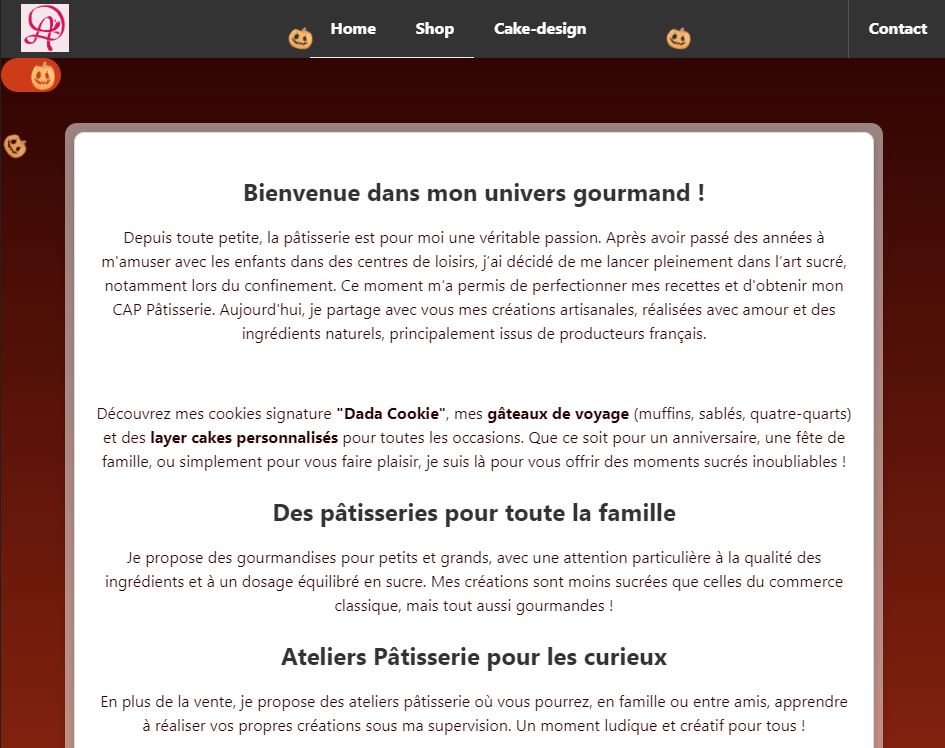 Home Shop Cake-design Contact
Bienvenue dans mon univers gourmand !
Depuis toute petite, la pâtisserie est pour moi une véritable passion. Après avoir passé des années à
m'amuser avec les enfants dans des centres de loisirs, j’ai décidé de me lancer pleinement dans l’art sucré,
notamment lors du confinement. Ce moment m’a permis de perfectionner mes recettes et d'obtenir mon
CAP Pâtisserie. Aujourd'hui, je partage avec vous mes créations artisanales, réalisées avec amour et des
ingrédients naturels, principalement issus de producteurs français.
Découvrez mes cookies signature "Dada Cookie", mes gâteaux de voyage (muffins, sablés, quatre-quarts)
et des layer cakes personnalisés pour toutes les occasions. Que ce soit pour un anniversaire, une fête de
famille, ou simplement pour vous faire plaisir, je suis là pour vous offrir des moments sucrés inoubliables !
Des pâtisseries pour toute la famille
Je propose des gourmandises pour petits et grands, avec une attention particulière à la qualité des
ingrédients et à un dosage équilibré en sucre. Mes créations sont moins sucrées que celles du commerce
classique, mais tout aussi gourmandes !
Ateliers Pâtisserie pour les curieux
En plus de la vente, je propose des ateliers pâtisserie où vous pourrez, en famille ou entre amis, apprendre
à réaliser vos propres créations sous ma supervision. Un moment ludique et créatif pour tous !